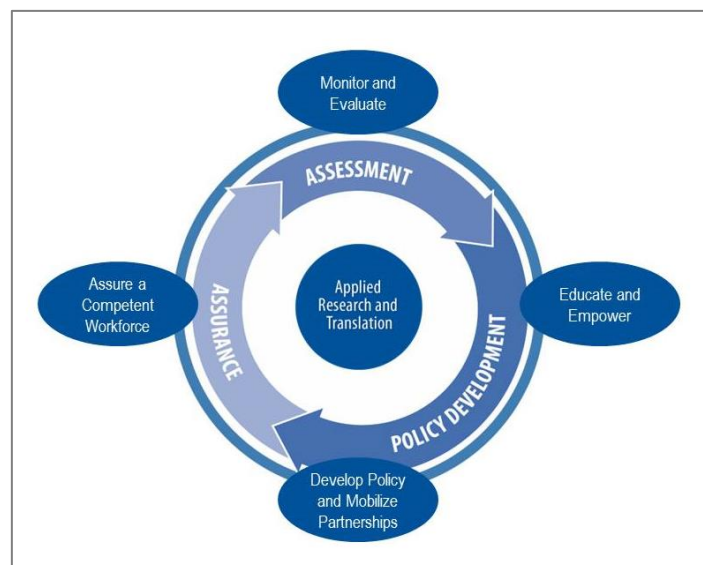 Monitor and
Evaluate
ASSESSMENT
Applied
Research and
Translation
Assure a
Competent
Workforce
Educate and
Empower
ASSURANCE
POLICY DEVELOPMENT
Develop Policy
and Mobilize
Partnerships